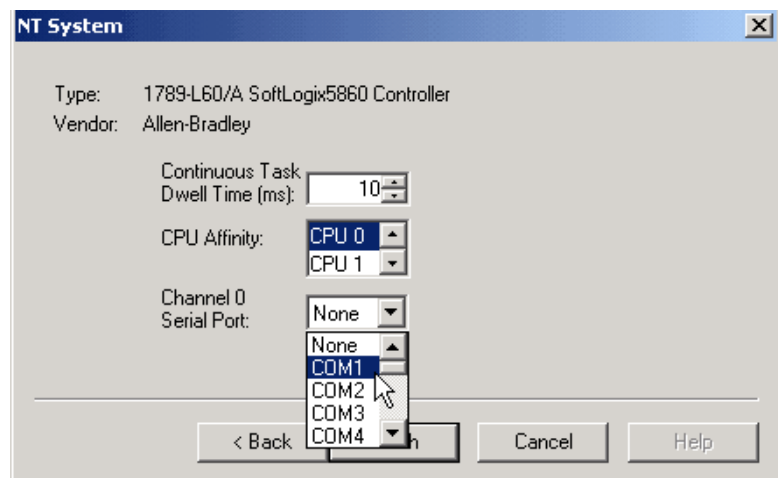 NT System
Type: 1789-L60/A SoftLogix5860 Controller
Vendor: Allen-Bradley
Continuous Task
Dwell Time (ms): 10
CPU Affinity: CPU 0
CPU 1
Channel 0
Serial Port: None
None
COM1
COM2
COM3
COM4
< Back
Cancel
Help